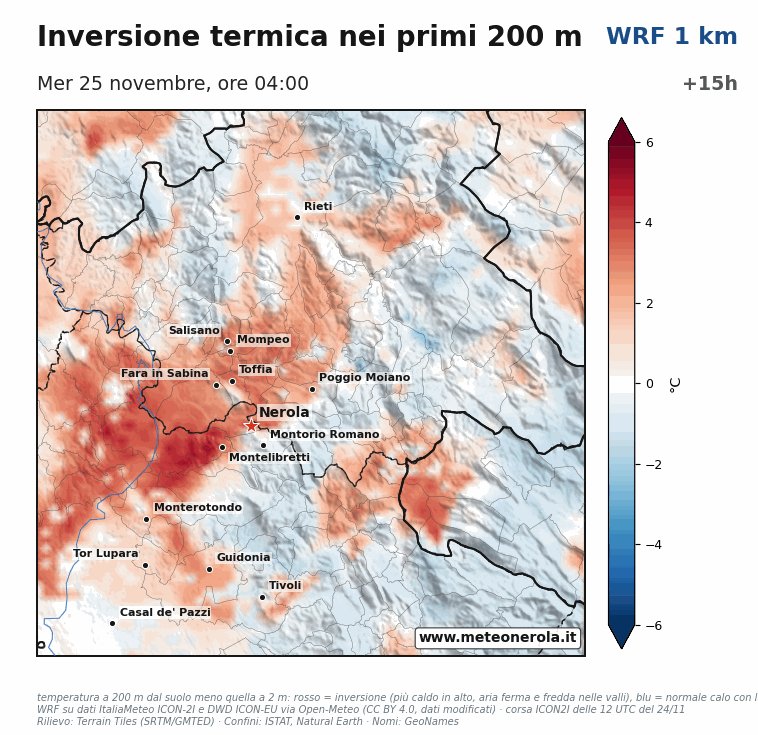 Inversione termica nei primi 200 m WRF 1 km
Mer 25 novembre, ore 04:00 +15h
Rieti
Salisano
Mompeo
Fara in Sabina
Toffia
Poggio Moiano
Nerola
Montorio Romano
Montelibretti
Monterotondo
Tor Lupara
Guidonia
Tivoli
Casal de' Pazzi
www.meteonerola.it
6
4
2
0
−2
−4
−6
°C
temperatura a 200 m dal suolo meno quella a 2 m: rosso = inversione (più caldo in alto, aria ferma e fredda nelle valli), blu = normale calo con
WRF su dati ItaliaMeteo ICON-2I e DWD ICON-EU via Open-Meteo (CC BY 4.0, dati modificati) · corsa ICON2I delle 12 UTC del 24/11
Rilievo: Terrain Tiles (SRTM/GMTED) · Confini: ISTAT, Natural Earth · Nomi: GeoNames